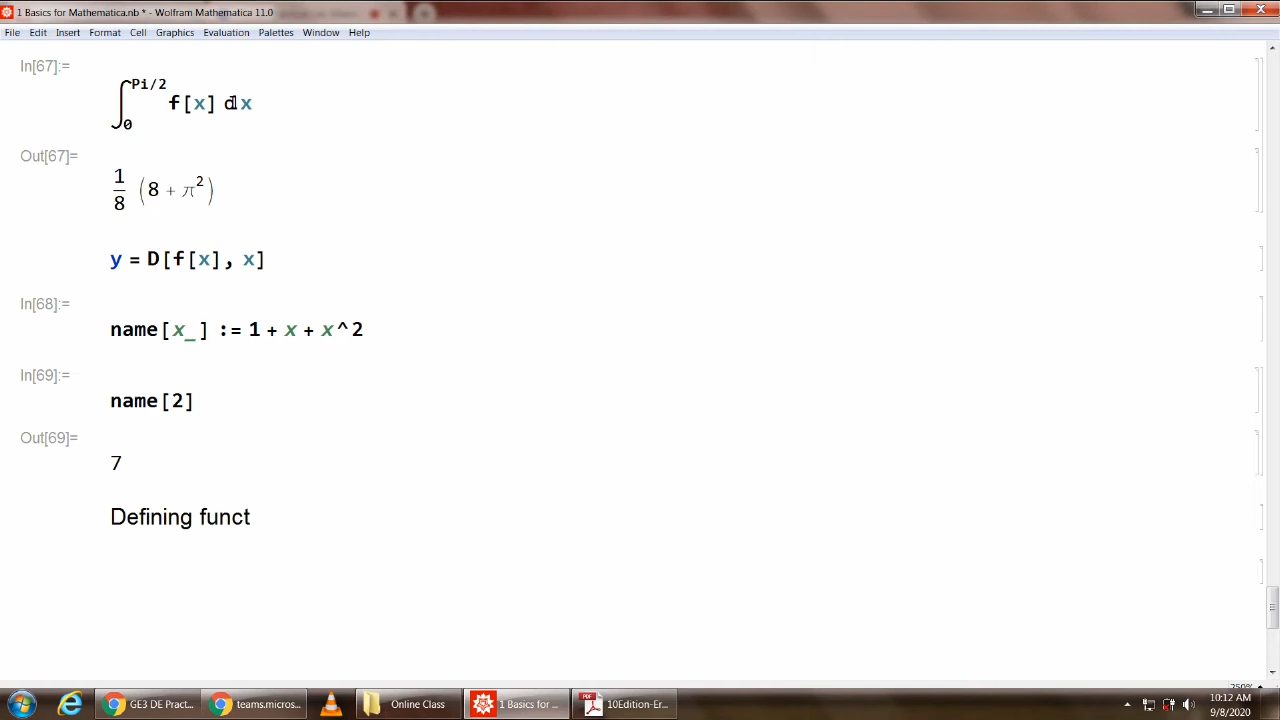 1 Basics for Mathematica.nb * - Wolfram Mathematica 11.0
File Edit Insert Format Cell Graphics Evaluation Palettes Window Help
In[67]:=
∫₀^Pi/2 f[x] dx
Out[67]=
1/8 (8 + π²)
y = D[f[x], x]
In[68]:=
name[x_] := 1 + x + x^2
In[69]:=
name[2]
Out[69]=
7
Defining funct
GE3 DE Pract... teams.micros... Online Class 1 Basics for ... 10Edition-Er... 10:12 AM
9/8/2020